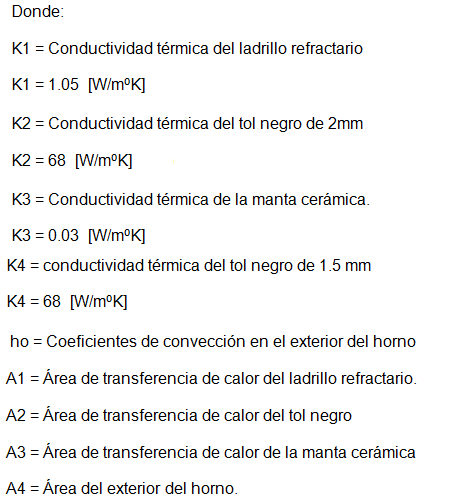 Donde:
K1 = Conductividad térmica del ladrillo refractario
K1 = 1.05 [W/mºK]
K2 = Conductividad térmica del tol negro de 2mm
K2 = 68 [W/mºK]
K3 = Conductividad térmica de la manta cerámica.
K3 = 0.03 [W/mºK]
K4 = conductividad térmica del tol negro de 1.5 mm
K4 = 68 [W/mºK]
ho = Coeficientes de convección en el exterior del horno
A1 = Área de transferencia de calor del ladrillo refractario.
A2 = Área de transferencia de calor del tol negro
A3 = Área de transferencia de calor de la manta cerámica
A4 = Área del exterior del horno.